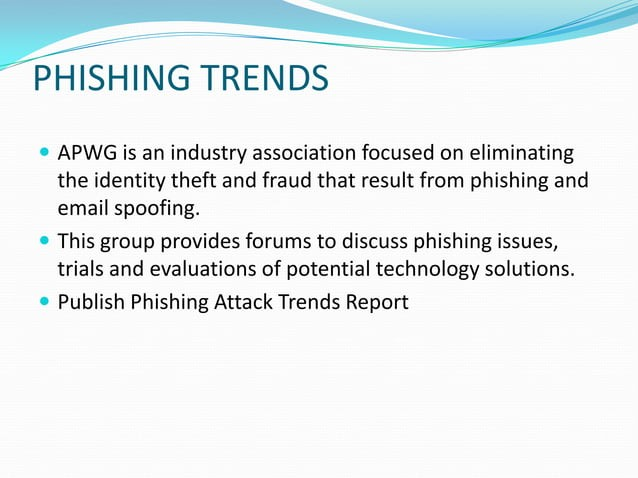 PHISHING TRENDS
• APWG is an industry association focused on eliminating
the identity theft and fraud that result from phishing and
email spoofing.
• This group provides forums to discuss phishing issues,
trials and evaluations of potential technology solutions.
• Publish Phishing Attack Trends Report